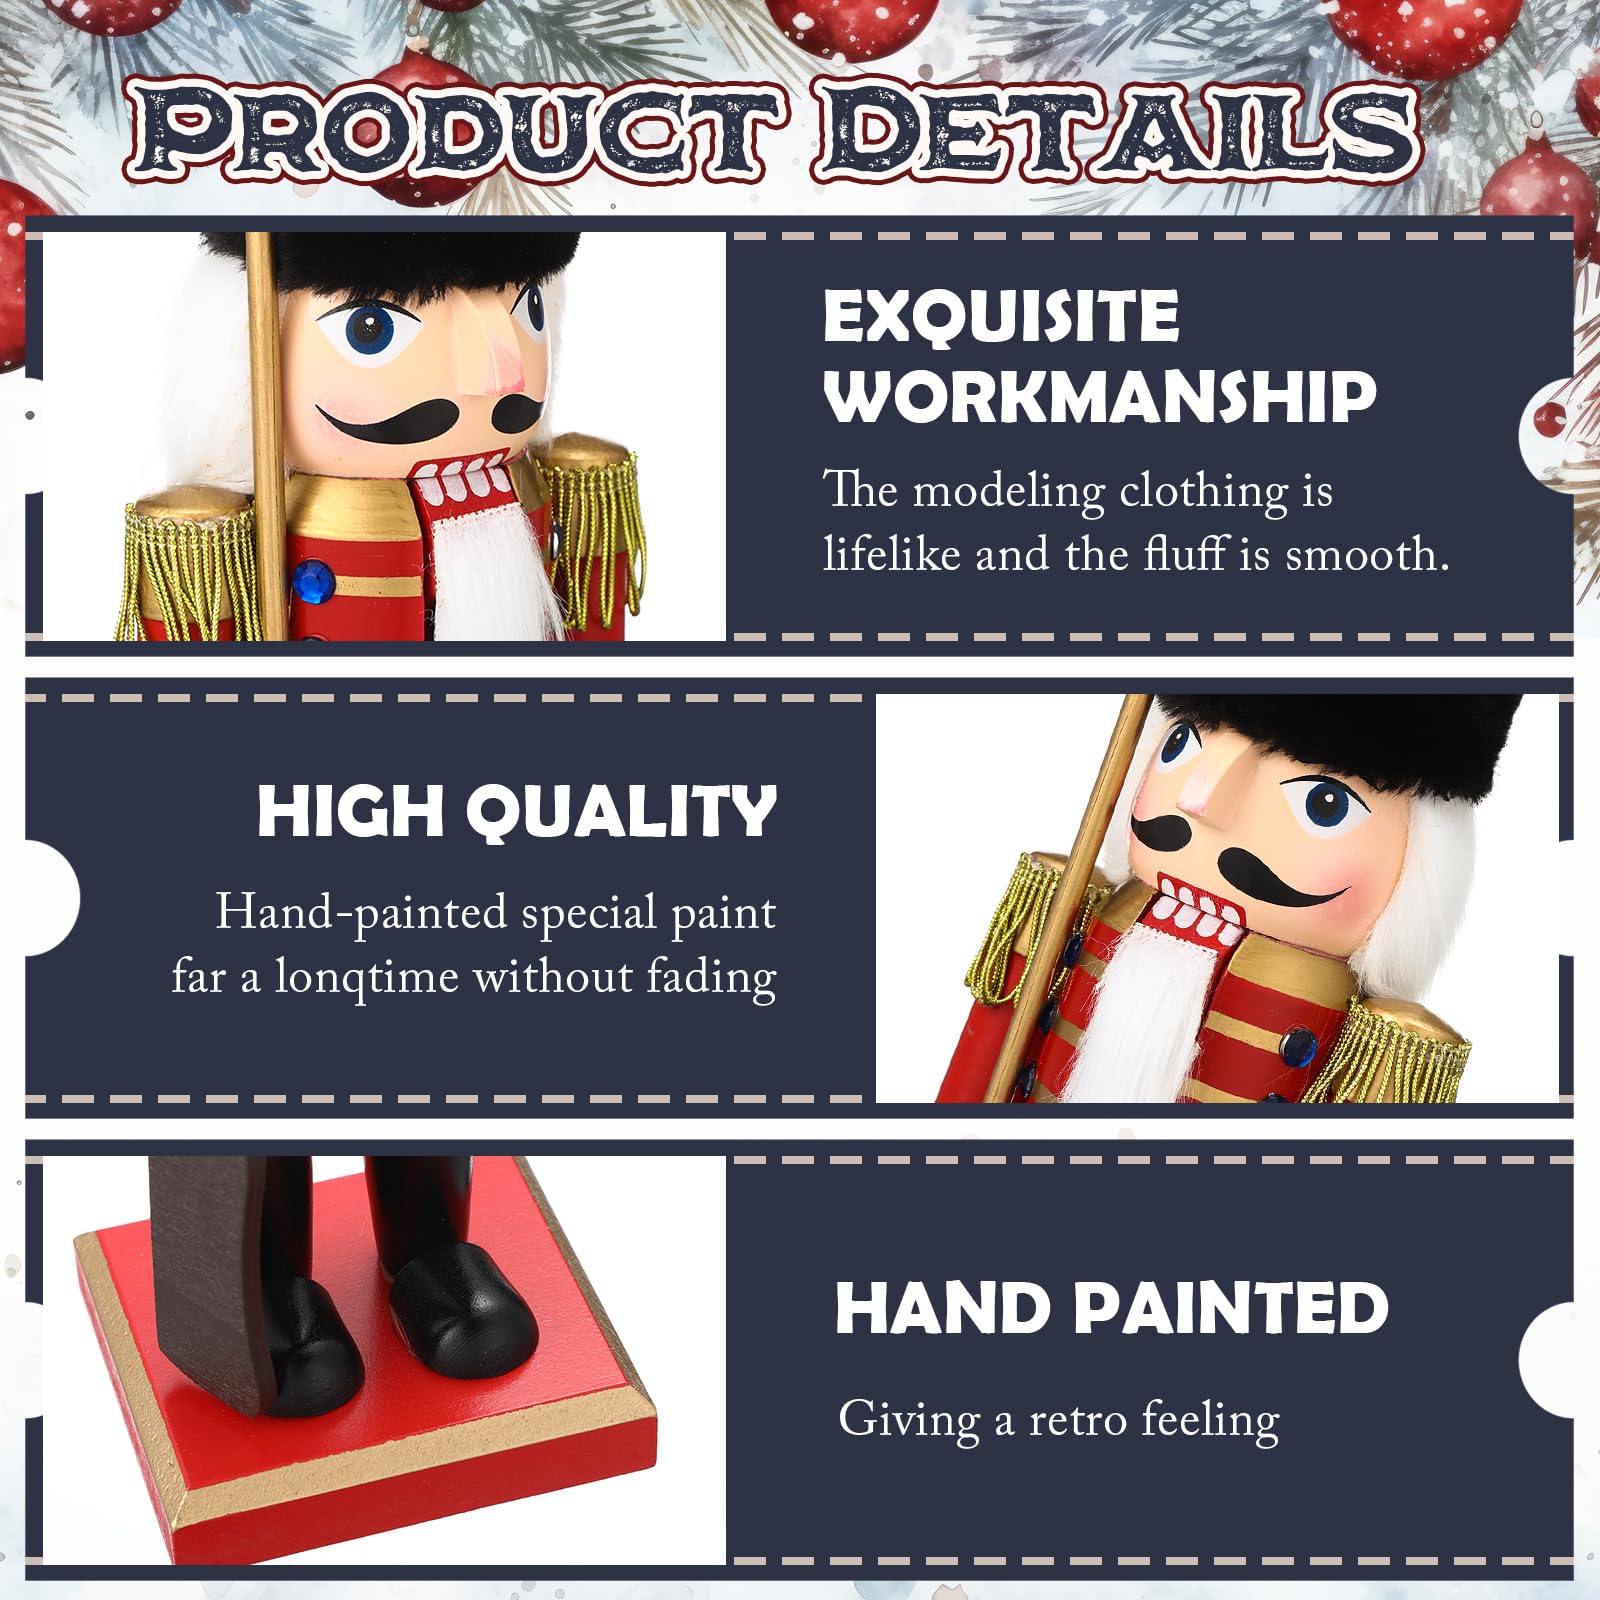 PRODUCT DETAILS
EXQUISITE
WORKMANSHIP
The modeling clothing is
lifelike and the fluff is smooth.
HIGH QUALITY
Hand-painted special paint
far a lonqtime without fading
HAND PAINTED
Giving a retro feeling